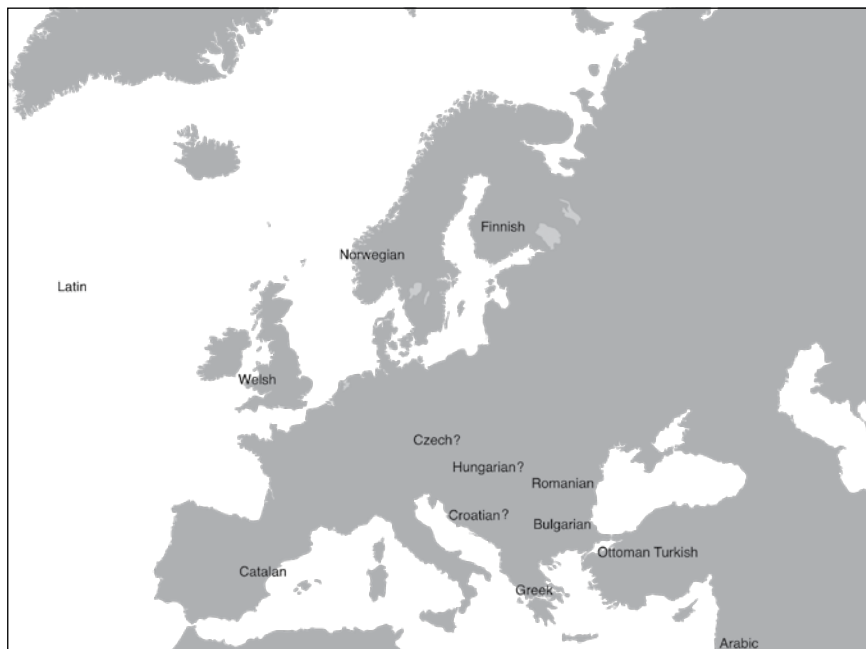 Finnish
Norwegian
Latin
Welsh
Czech?
Hungarian?
Romanian
Croatian?
Bulgarian
Ottoman Turkish
Catalan
Greek
Arabic